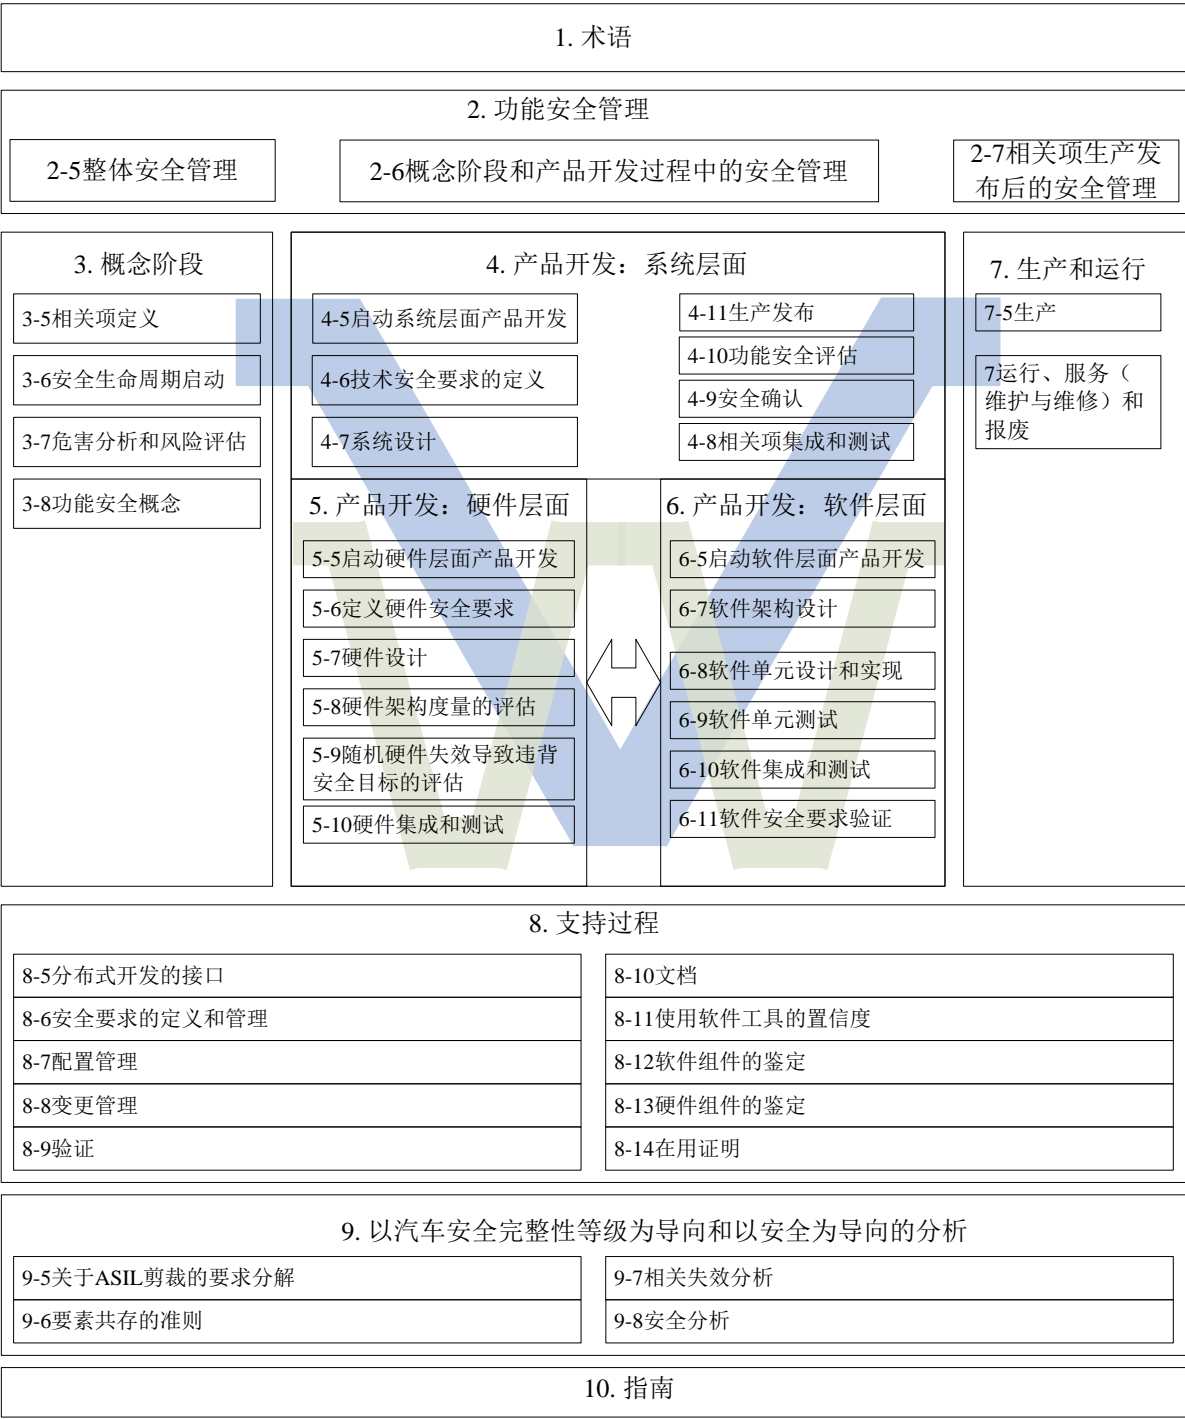 1. 术语
2. 功能安全管理
2-5整体安全管理
2-6概念阶段和产品开发过程中的安全管理
2-7相关项生产发
布后的安全管理
3. 概念阶段
3-5相关项定义
3-6安全生命周期启动
3-7危害分析和风险评估
3-8功能安全概念
4. 产品开发：系统层面
4-5启动系统层面产品开发
4-6技术安全要求的定义
4-7系统设计
4-11生产发布
4-10功能安全评估
4-9安全确认
4-8相关项集成和测试
5. 产品开发：硬件层面
5-5启动硬件层面产品开发
5-6定义硬件安全要求
5-7硬件设计
5-8硬件架构度量的评估
5-9随机硬件失效导致违背
安全目标的评估
5-10硬件集成和测试
6. 产品开发：软件层面
6-5启动软件层面产品开发
6-7软件架构设计
6-8软件单元设计和实现
6-9软件单元测试
6-10软件集成和测试
6-11软件安全要求验证
7. 生产和运行
7-5生产
7运行、服务（
维护与维修）和
报废
8. 支持过程
8-5分布式开发的接口
8-6安全要求的定义和管理
8-7配置管理
8-8变更管理
8-9验证
8-10文档
8-11使用软件工具的置信度
8-12软件组件的鉴定
8-13硬件组件的鉴定
8-14在用证明
9. 以汽车安全完整性等级为导向和以安全为导向的分析
9-5关于ASIL剪裁的要求分解
9-6要素共存的准则
9-7相关失效分析
9-8安全分析
10. 指南